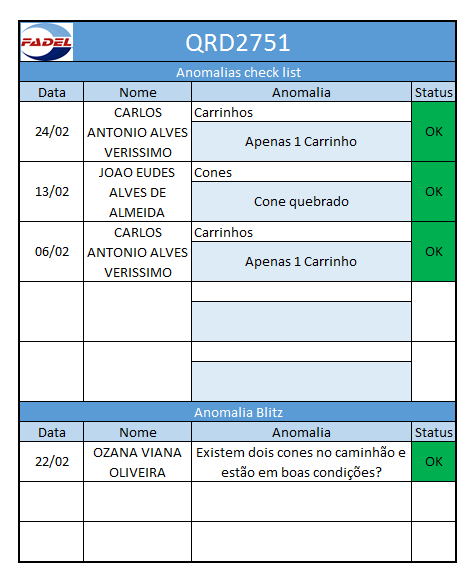 FADEL
QRD2751
Anomalias check list
Data Nome Anomalia Status
24/02
CARLOS
ANTONIO ALVES
VERISSIMO
Carrinhos
Apenas 1 Carrinho
OK
13/02
JOAO EUDES
ALVES DE
ALMEIDA
Cones
Cone quebrado
OK
06/02
CARLOS
ANTONIO ALVES
VERISSIMO
Carrinhos
Apenas 1 Carrinho
OK
Anomalia Blitz
Data Nome Anomalia Status
22/02
OZANA VIANA
OLIVEIRA
Existem dois cones no caminhão e
estão em boas condições?
OK